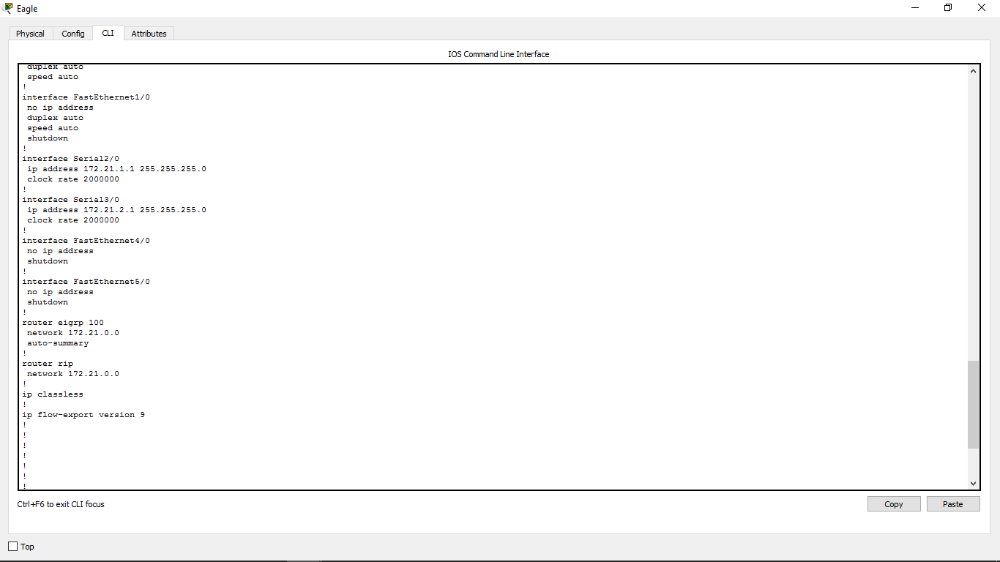 Eagle
Physical Config CLI Attributes
IOS Command Line Interface
duplex auto
speed auto
!
interface FastEthernet1/0
no ip address
duplex auto
speed auto
shutdown
!
interface Serial2/0
ip address 172.21.1.1 255.255.255.0
clock rate 2000000
!
interface Serial3/0
ip address 172.21.2.1 255.255.255.0
clock rate 2000000
!
interface FastEthernet4/0
no ip address
shutdown
!
interface FastEthernet5/0
no ip address
shutdown
!
router eigrp 100
network 172.21.0.0
auto-summary
!
router rip
network 172.21.0.0
!
ip classless
!
ip flow-export version 9
!
!
!
!
!
!
!
Ctrl+F6 to exit CLI focus
Copy Paste
Top